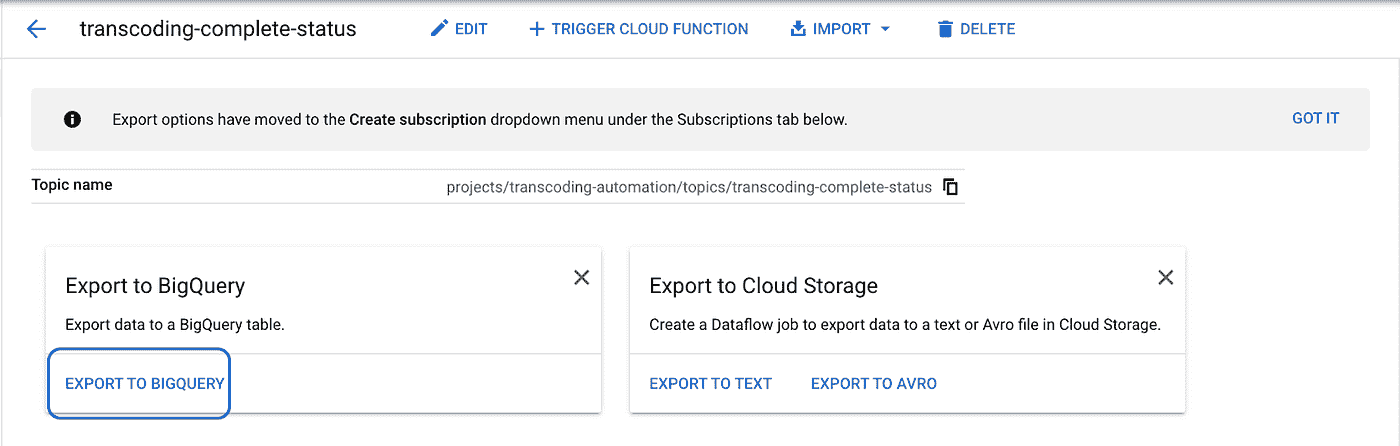 transcoding-complete-status EDIT TRIGGER CLOUD FUNCTION IMPORT DELETE
Export options have moved to the Create subscription dropdown menu under the Subscriptions tab below. GOT IT
Topic name projects/transcoding-automation/topics/transcoding-complete-status
Export to BigQuery
Export data to a BigQuery table.
EXPORT TO BIGQUERY
Export to Cloud Storage
Create a Dataflow job to export data to a text or Avro file in Cloud Storage.
EXPORT TO TEXT EXPORT TO AVRO